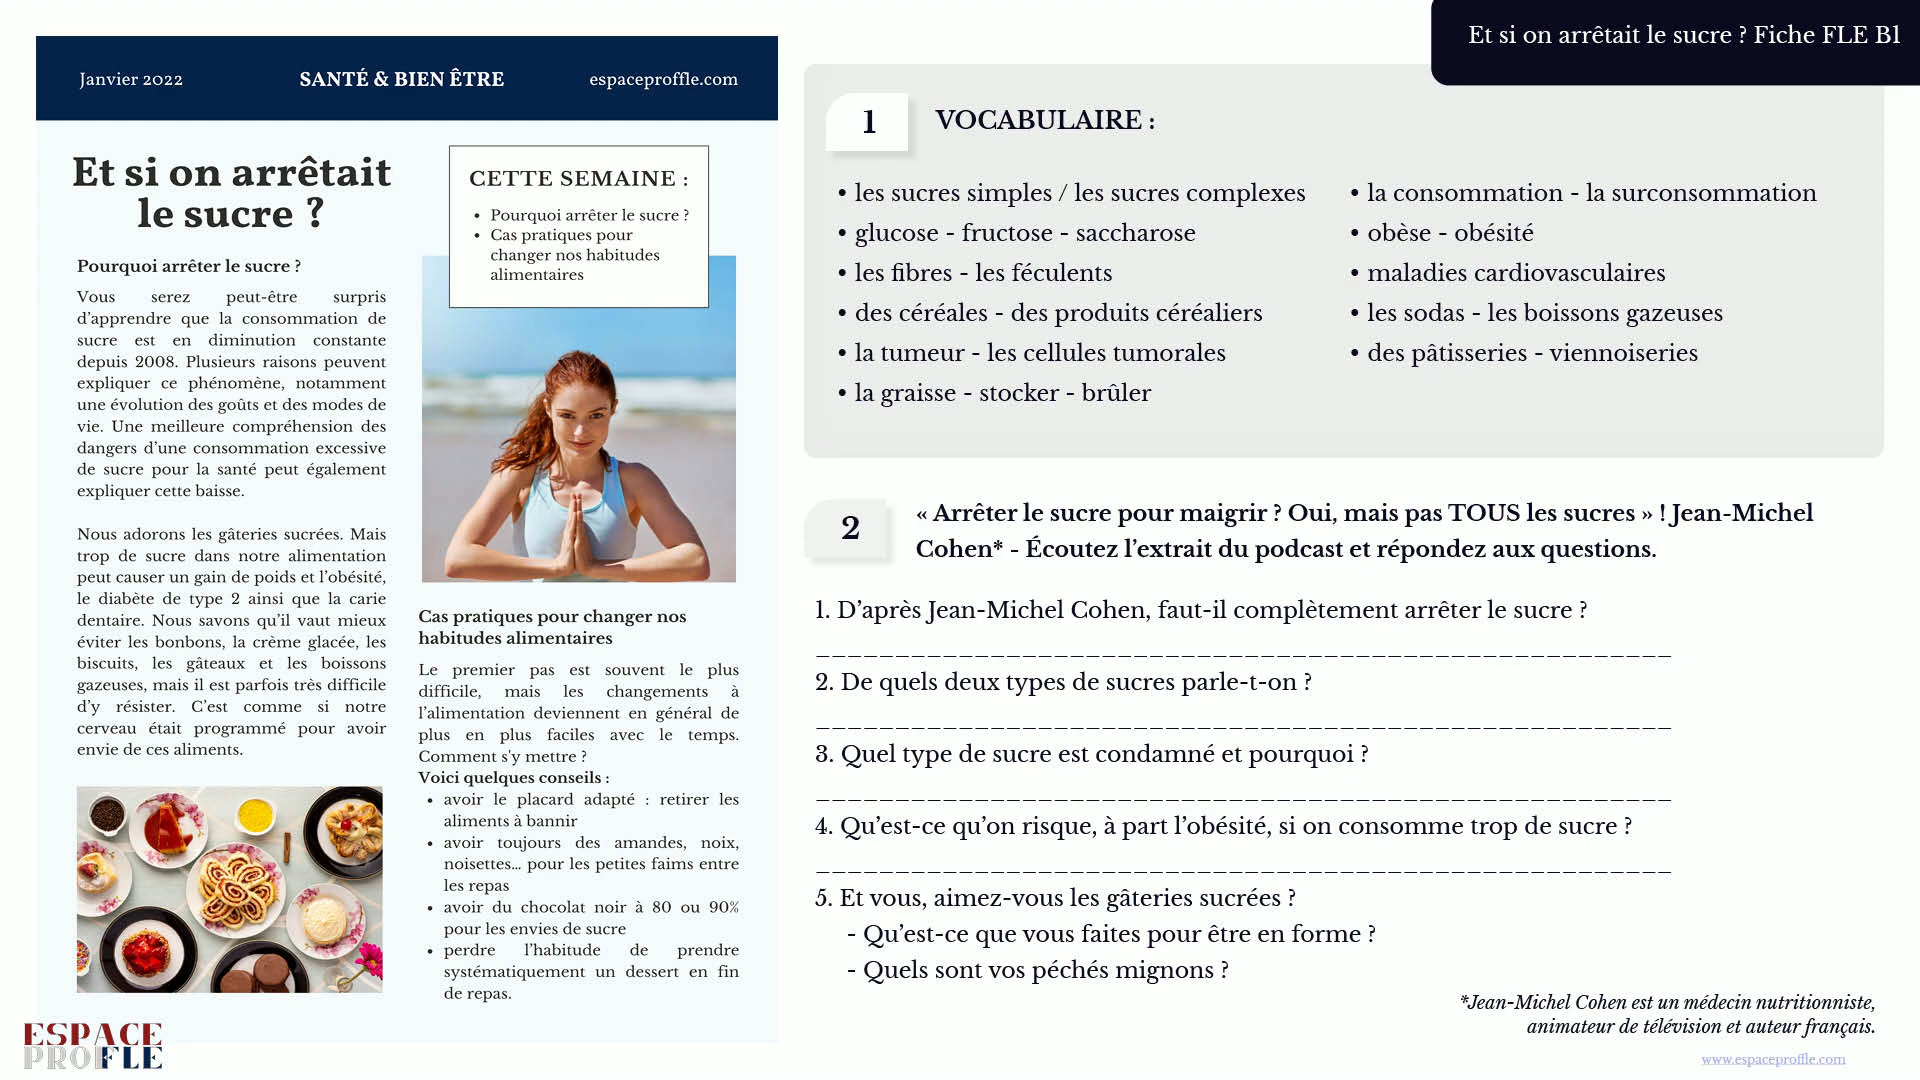 Et si on arrêtait le sucre ? Fiche FLE B1
Janvier 2022
SANTÉ & BIEN ÊTRE
espaceproffle.com
Et si on arrêtait
le sucre ?
Pourquoi arrêter le sucre ?
Vous serez peut-être surpris
d’apprendre que la consommation de
sucre est en diminution constante
depuis 2008. Plusieurs raisons peuvent
expliquer ce phénomène, notamment
une évolution des goûts et des modes de
vie. Une meilleure compréhension des
dangers d’une consommation excessive
de sucre pour la santé peut également
expliquer cette baisse.
Nous adorons les gâteries sucrées. Mais
trop de sucre dans notre alimentation
peut causer un gain de poids et l’obésité,
le diabète de type 2 ainsi que la carie
dentaire. Nous savons qu’il vaut mieux
éviter les bonbons, la crème glacée, les
biscuits, les gâteaux et les boissons
gazeuses, mais il est parfois très difficile
d’y résister. C’est comme si notre
cerveau était programmé pour avoir
envie de ces aliments.
CETTE SEMAINE :
• Pourquoi arrêter le sucre ?
• Cas pratiques pour
changer nos habitudes
alimentaires
Cas pratiques pour changer nos
habitudes alimentaires
Le premier pas est souvent le plus
difficile, mais les changements à
l’alimentation deviennent en général de
plus en plus faciles avec le temps.
Comment s'y mettre ?
Voici quelques conseils :
• avoir le placard adapté : retirer les
aliments à bannir
• avoir toujours des amandes, noix,
noisettes... pour les petites faims entre
les repas
• avoir du chocolat noir à 80 ou 90%
pour les envies de sucre
• perdre l’habitude de prendre
systématiquement un dessert en fin
de repas.
ESPACE
PROFFLE
1
VOCABULAIRE :
• les sucres simples / les sucres complexes
• glucose - fructose - saccharose
• les fibres - les féculents
• des céréales - des produits céréaliers
• la tumeur - les cellules tumorales
• la graisse - stocker - brûler
• la consommation - la surconsommation
• obèse - obésité
• maladies cardiovasculaires
• les sodas - les boissons gazeuses
• des pâtisseries - viennoiseries
2
« Arrêter le sucre pour maigrir ? Oui, mais pas TOUS les sucres » ! Jean-Michel
Cohen* - Écoutez l’extrait du podcast et répondez aux questions.
1. D’après Jean-Michel Cohen, faut-il complètement arrêter le sucre ?
2. De quels deux types de sucres parle-t-on ?
3. Quel type de sucre est condamné et pourquoi ?
4. Qu’est-ce qu’on risque, à part l’obésité, si on consomme trop de sucre ?
5. Et vous, aimez-vous les gâteries sucrées ?
- Qu’est-ce que vous faites pour être en forme ?
- Quels sont vos péchés mignons ?
*Jean-Michel Cohen est un médecin nutritionniste,
animateur de télévision et auteur français.
www.espaceproffle.com